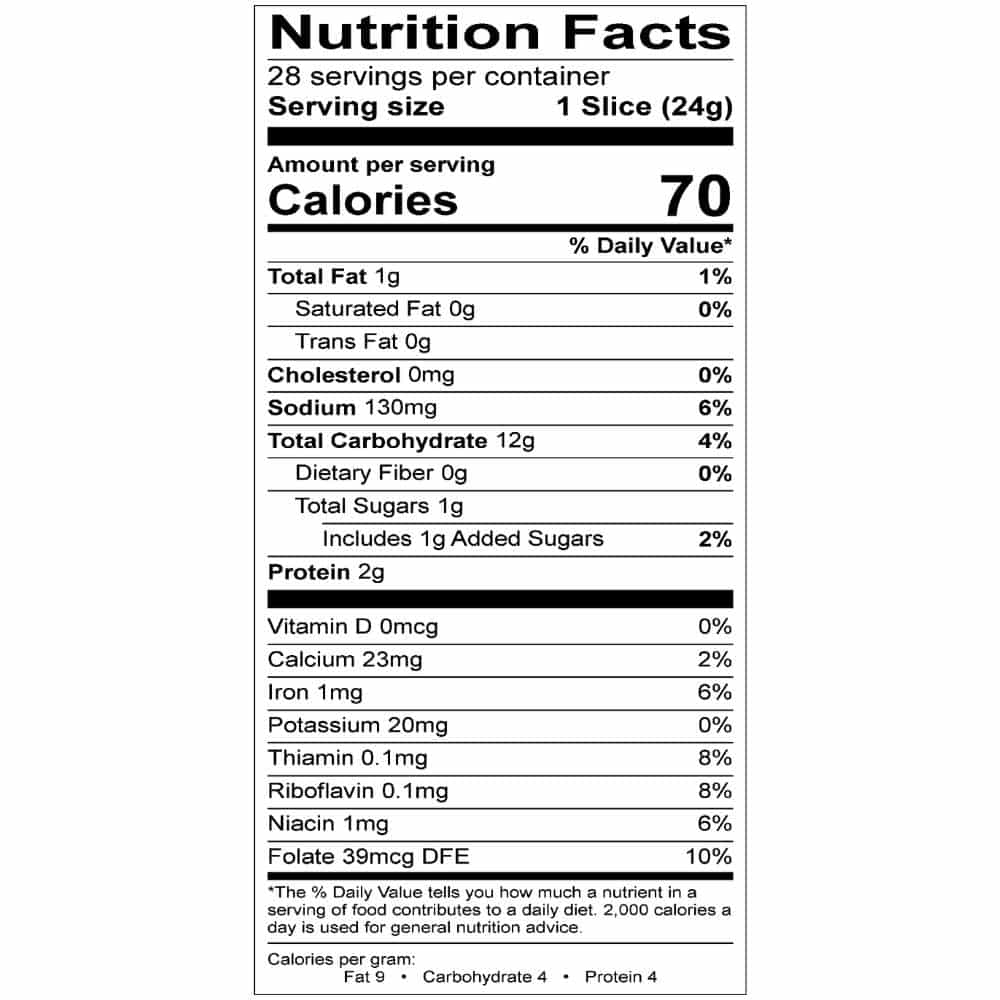 Nutrition Facts
28 servings per container
Serving size 1 Slice (24g)
Amount per serving
Calories 70
% Daily Value*
Total Fat 1g 1%
Saturated Fat 0g 0%
Trans Fat 0g
Cholesterol 0mg 0%
Sodium 130mg 6%
Total Carbohydrate 12g 4%
Dietary Fiber 0g 0%
Total Sugars 1g
Includes 1g Added Sugars 2%
Protein 2g
Vitamin D 0mcg 0%
Calcium 23mg 2%
Iron 1mg 6%
Potassium 20mg 0%
Thiamin 0.1mg 8%
Riboflavin 0.1mg 8%
Niacin 1mg 6%
Folate 39mcg DFE 10%
*The % Daily Value tells you how much a nutrient in a
serving of food contributes to a daily diet. 2,000 calories a
day is used for general nutrition advice.
Calories per gram:
Fat 9 • Carbohydrate 4 • Protein 4